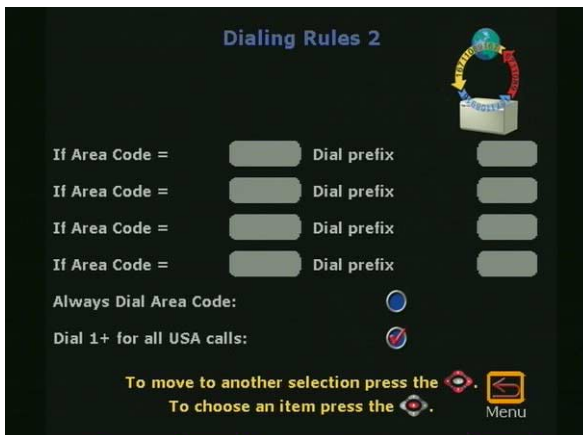 Dialing Rules 2
If Area Code = Dial prefix
If Area Code = Dial prefix
If Area Code = Dial prefix
If Area Code = Dial prefix
Always Dial Area Code:
Dial 1+ for all USA calls:
To move to another selection press the .
To choose an item press the .
Menu